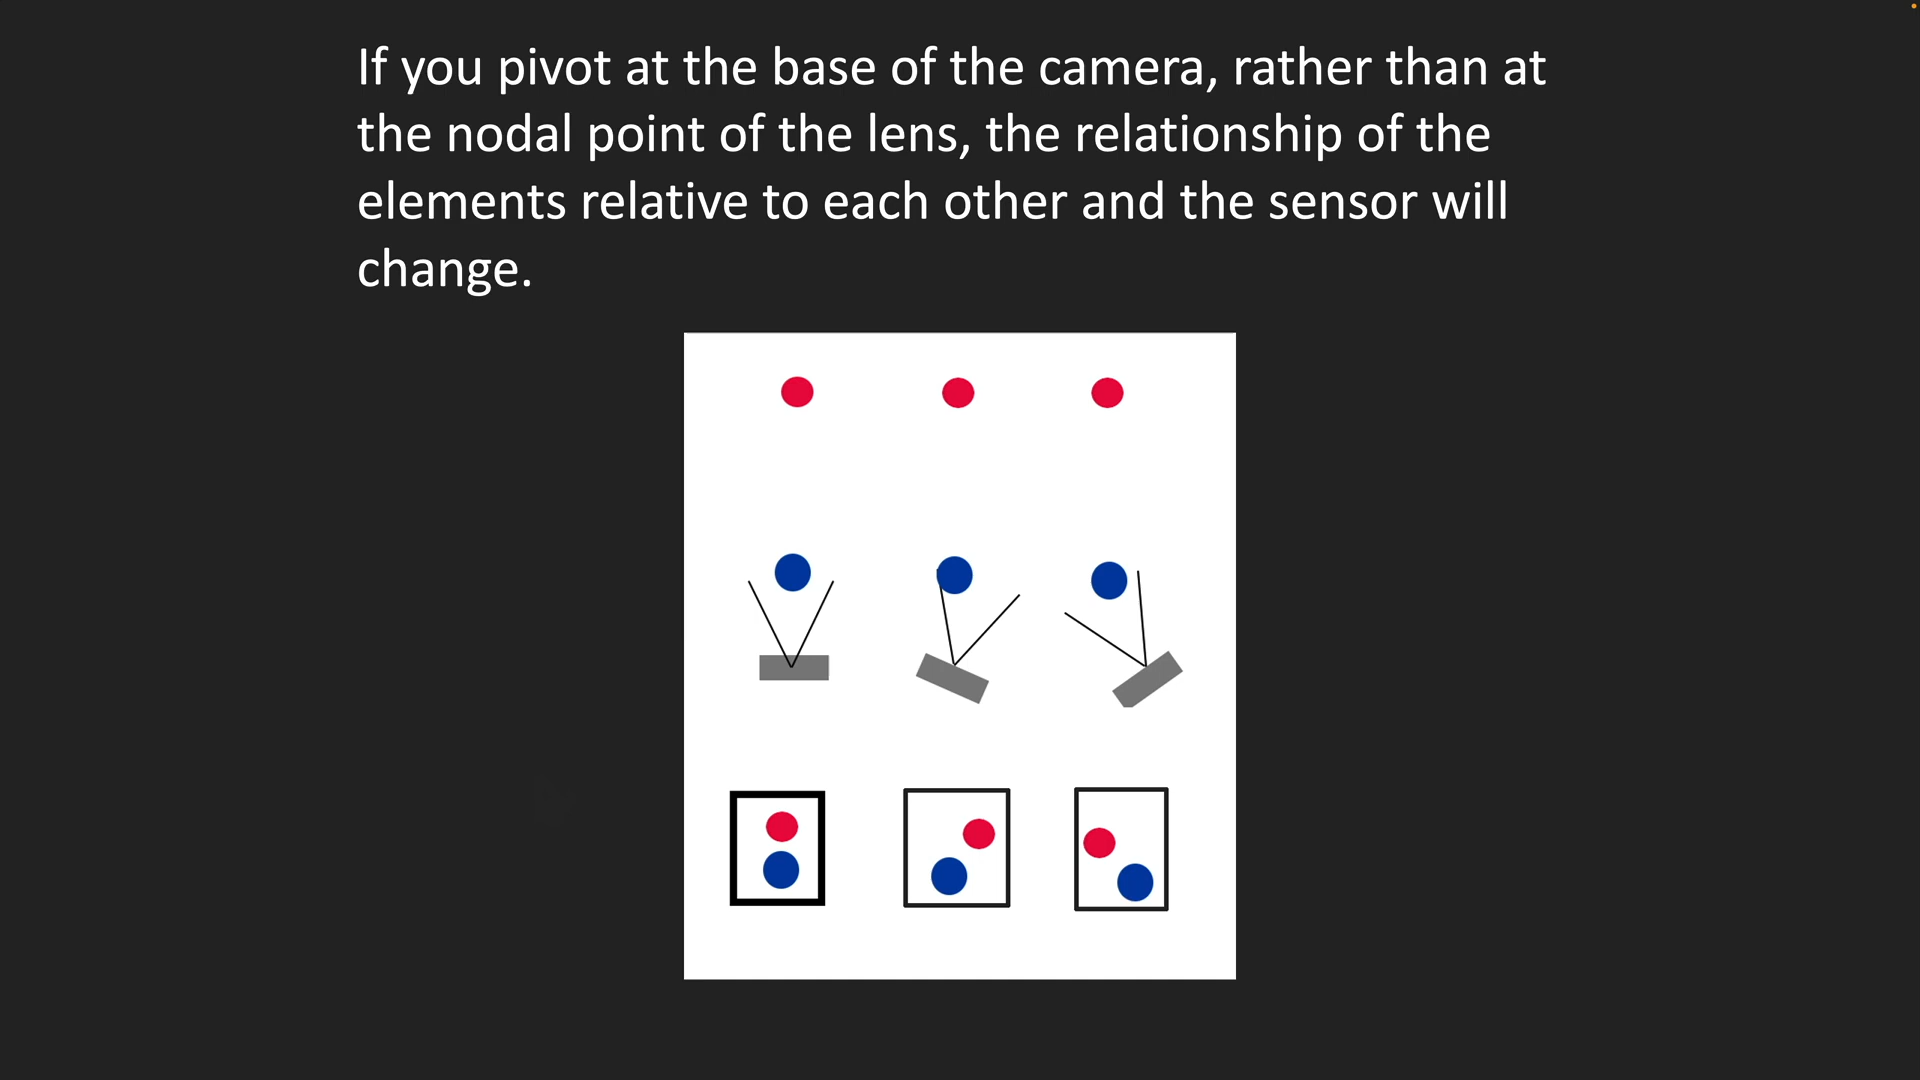 If you pivot at the base of the camera, rather than at
the nodal point of the lens, the relationship of the
elements relative to each other and the sensor will
change.